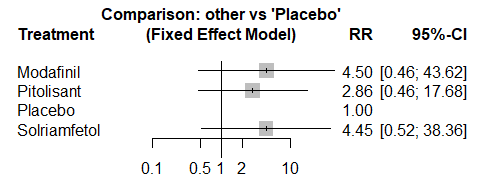 Comparison: other vs 'Placebo'
Treatment (Fixed Effect Model) RR 95%-CI
Modafinil 4.50 [0.46; 43.62]
Pitolisant 2.86 [0.46; 17.68]
Placebo 1.00
Solriamfetol 4.45 [0.52; 38.36]
0.1 0.5 1 2 10